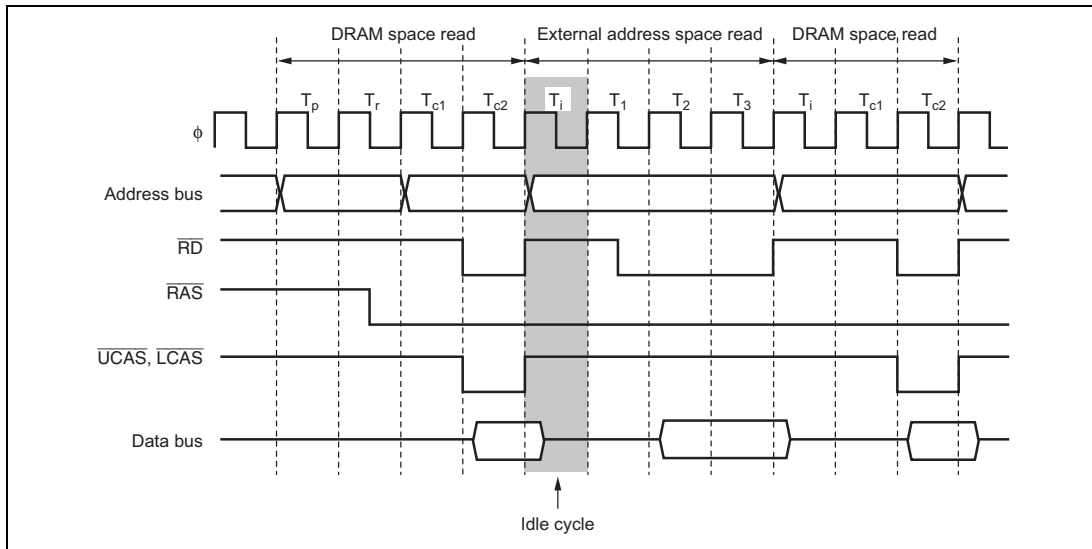 DRAM space read External address space read DRAM space read
Tp Tr Tc1 Tc2 Ti T1 T2 T3 Ti Tc1 Tc2
ϕ
Address bus
RD
RAS
UCAS, LCAS
Data bus
Idle cycle